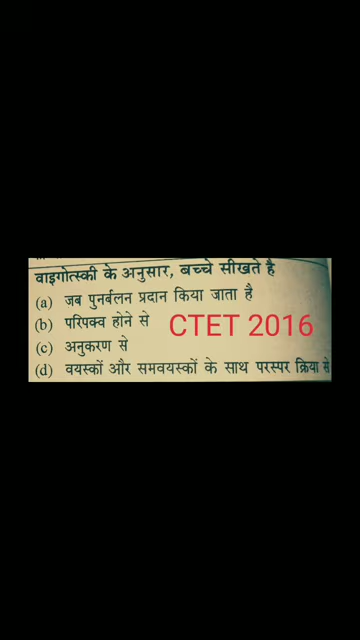 वाइगोत्स्की के अनुसार, बच्चे सीखते है
(a) जब पुनर्बलन प्रदान किया जाता है
(b) परिपक्व होने से
CTET 2016
(c) अनुकरण से
(d) वयस्कों और समवयस्कों के साथ परस्पर क्रिया से